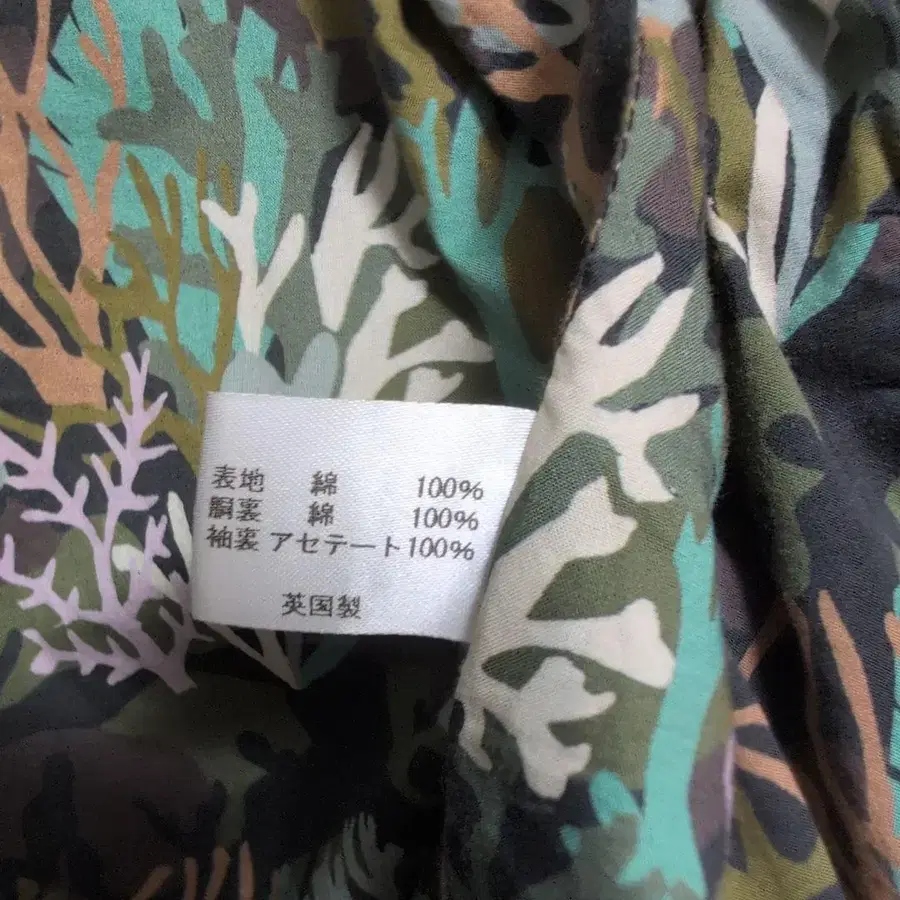 表地 綿 100%
胴裏 綿 100%
袖裏 アセテート100%
英国製